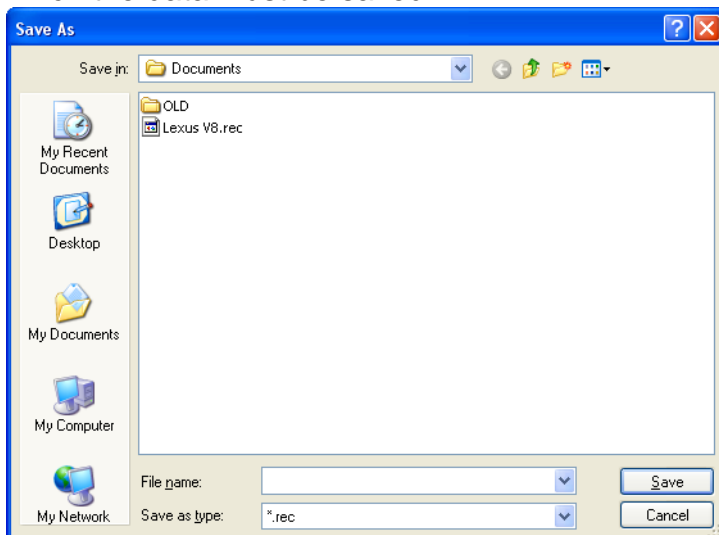 Save As
Save in:
Documents
OLD
Lexus V8.rec
My Recent
Documents
Desktop
My Documents
My Computer
My Network
File name:
Save
Save as type:
*.rec
Cancel